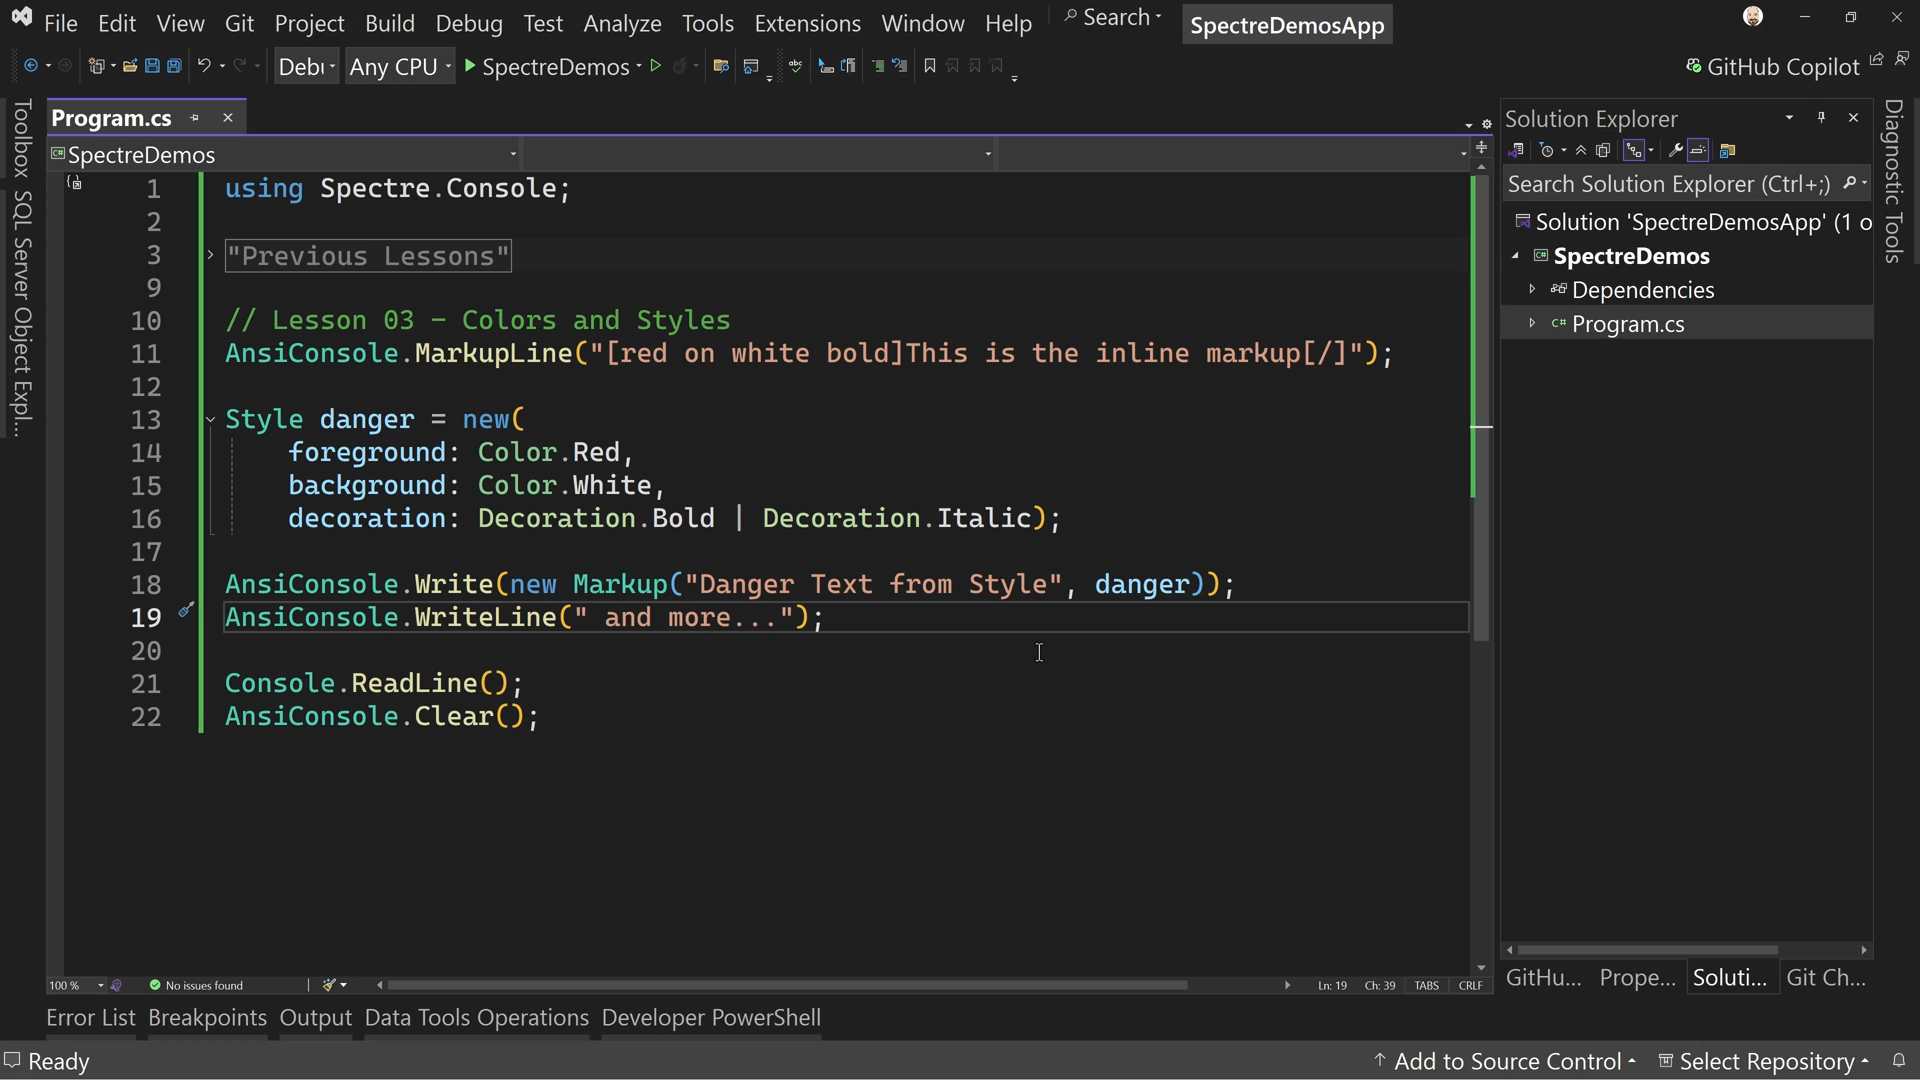 File Edit View Git Project Build Debug Test Analyze Tools Extensions Window Help Search SpectreDemosApp
Any CPU SpectreDemos GitHub Copilot
Toolbox
SQL Server Object Expl...
Program.cs
SpectreDemos
1 using Spectre.Console;
2
3 "Previous Lessons"
9
10 // Lesson 03 - Colors and Styles
11 AnsiConsole.MarkupLine("[red on white bold]This is the inline markup[/]");
12
13 Style danger = new(
14 foreground: Color.Red,
15 background: Color.White,
16 decoration: Decoration.Bold | Decoration.Italic);
17
18 AnsiConsole.Write(new Markup("Danger Text from Style", danger));
19 AnsiConsole.WriteLine(" and more...");
20
21 Console.ReadLine();
22 AnsiConsole.Clear();
100 % No issues found Ln: 19 Ch: 39 TABS CRLF
Solution Explorer
Search Solution Explorer (Ctrl+;)
Solution 'SpectreDemosApp' (1 o
SpectreDemos
Dependencies
C# Program.cs
GitHu... Prope... Soluti... Git Ch...
Diagnostic Tools
Error List Breakpoints Output Data Tools Operations Developer PowerShell
Ready Add to Source Control Select Repository